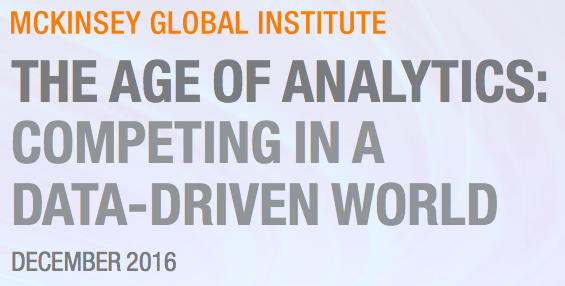 MCKINSEY GLOBAL INSTITUTE
THE AGE OF ANALYTICS:
COMPETING IN A
DATA-DRIVEN WORLD
DECEMBER 2016